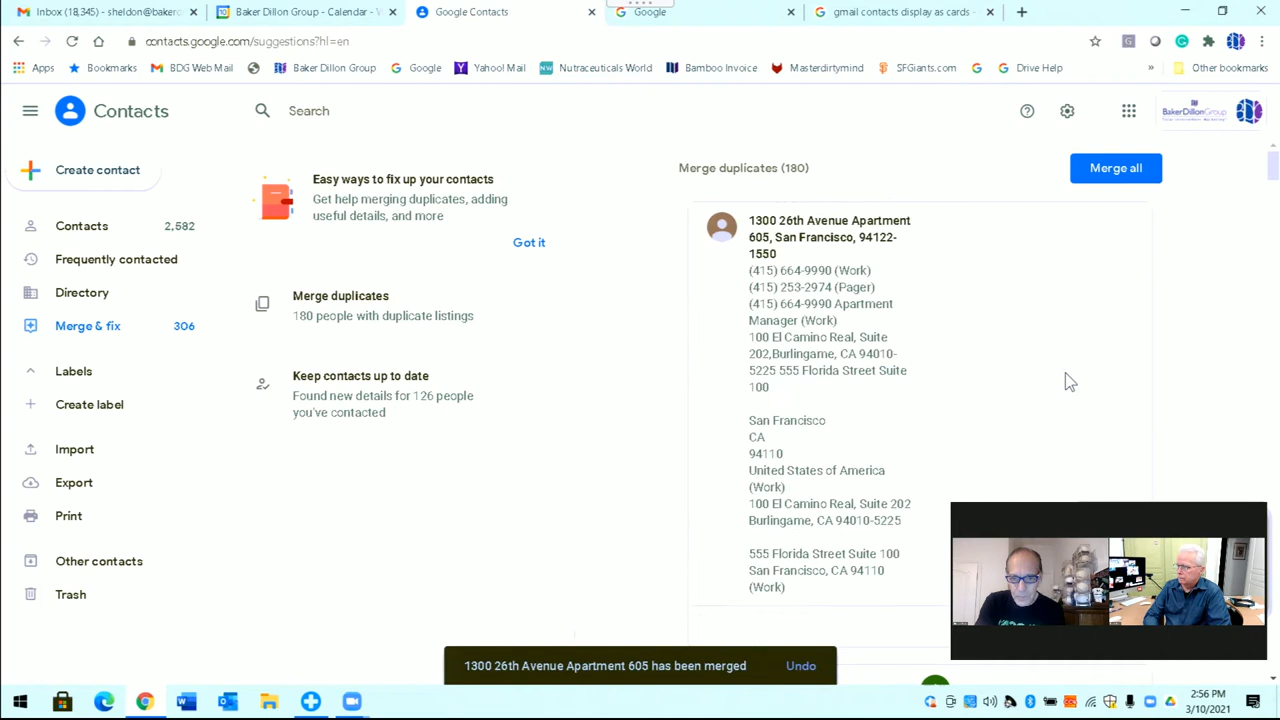 Inbox (18,345) - sheldon@bakerd
Baker Dillon Group - Calendar - W
Google Contacts
Google
gmail contacts display as cards -
contacts.google.com/suggestions?hl=en
Apps
Bookmarks
BDG Web Mail
Baker Dillon Group
Google
Yahoo! Mail
Nutraceuticals World
Bamboo Invoice
Masterdirtymind
SFGiants.com
Drive Help
»
Other bookmarks
Contacts
Search
BakerDillonGroup
Create contact
Contacts 2,582
Frequently contacted
Directory
Merge & fix 306
Labels
Create label
Import
Export
Print
Other contacts
Trash
Easy ways to fix up your contacts
Get help merging duplicates, adding
useful details, and more
Got it
Merge duplicates
180 people with duplicate listings
Keep contacts up to date
Found new details for 126 people
you've contacted
Merge duplicates (180)
Merge all
1300 26th Avenue Apartment
605, San Francisco, 94122-
1550
(415) 664-9990 (Work)
(415) 253-2974 (Pager)
(415) 664-9990 Apartment
Manager (Work)
100 El Camino Real, Suite
202,Burlingame, CA 94010-
5225 555 Florida Street Suite
100
San Francisco
CA
94110
United States of America
(Work)
100 El Camino Real, Suite 202
Burlingame, CA 94010-5225
555 Florida Street Suite 100
San Francisco, CA 94110
(Work)
1300 26th Avenue Apartment 605 has been merged
Undo
2:56 PM
3/10/2021